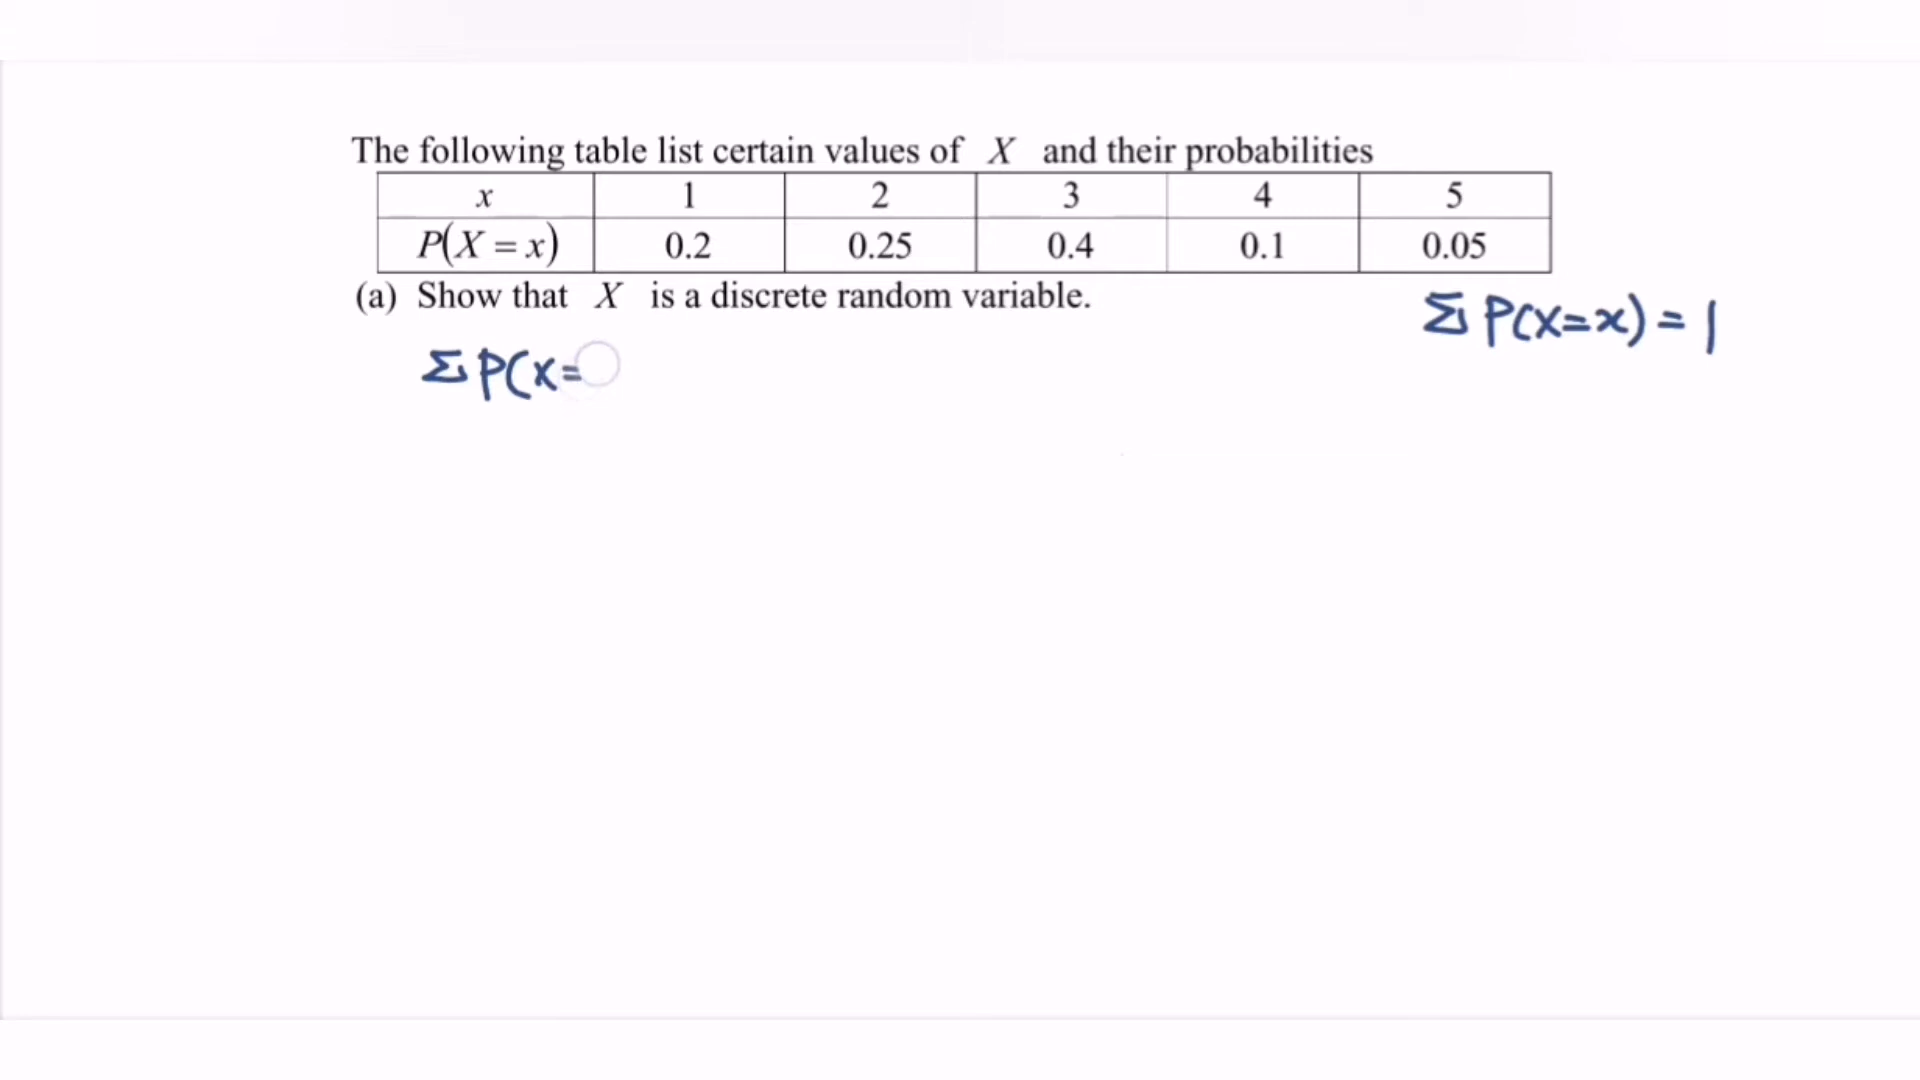 The following table list certain values of X and their probabilities
x 1 2 3 4 5
P(X = x) 0.2 0.25 0.4 0.1 0.05
(a) Show that X is a discrete random variable.
Σ P(X=x) = 1
Σ P(X=